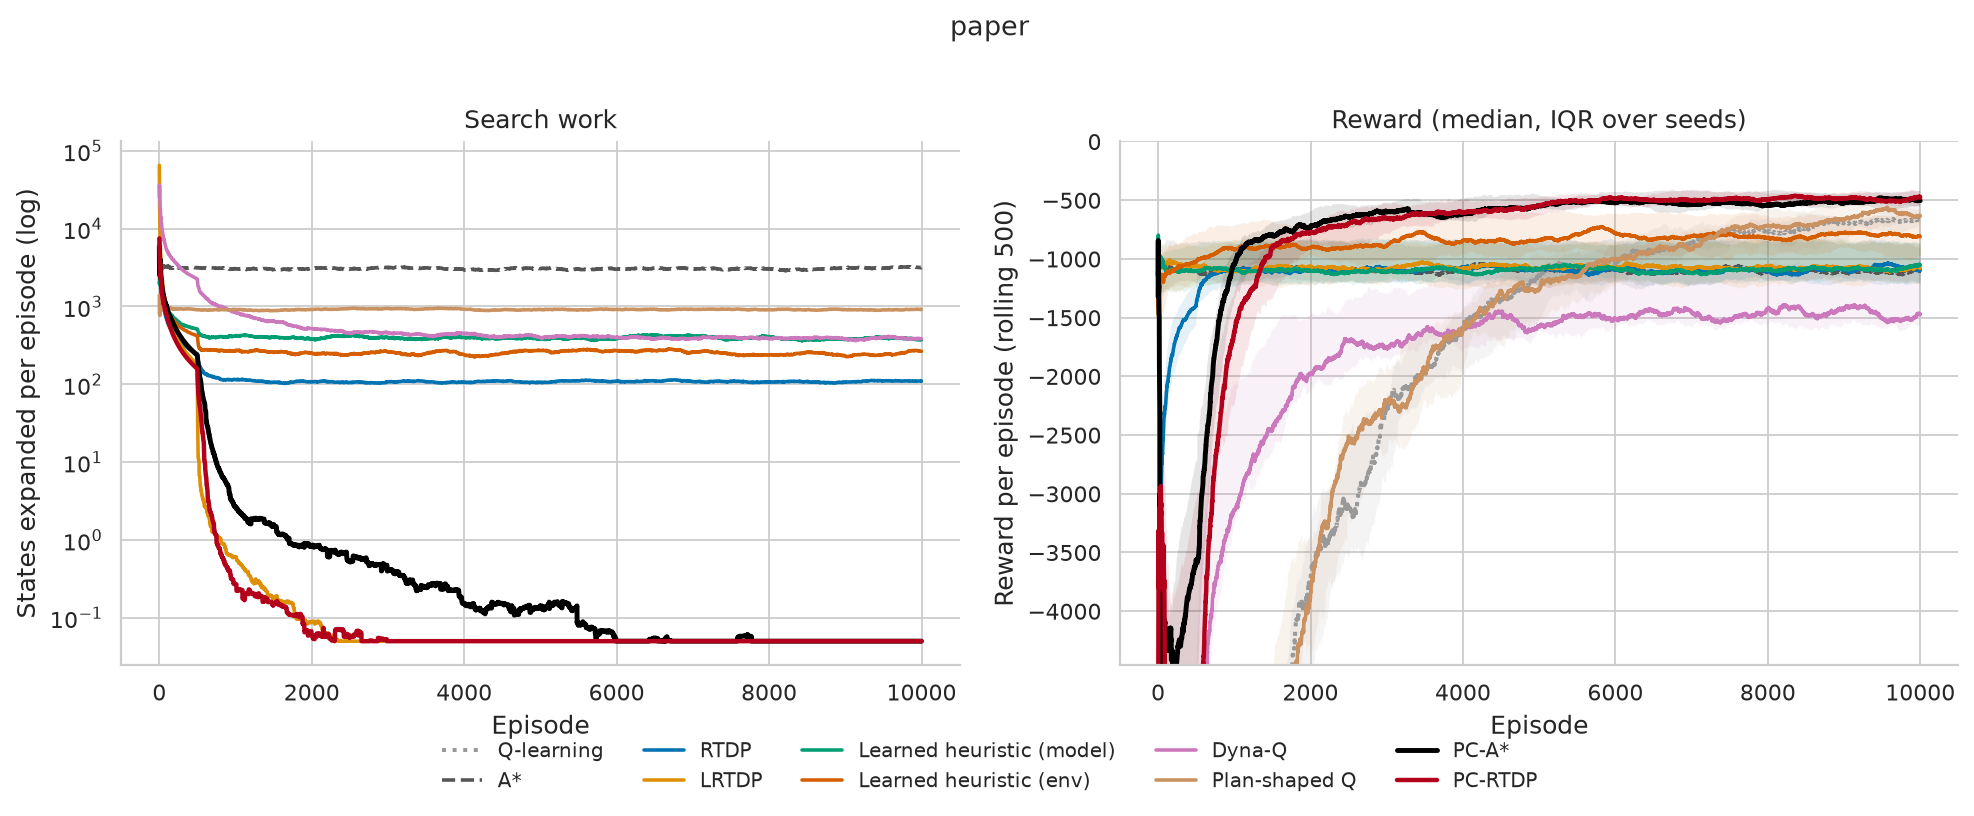 paper
Search work
States expanded per episode (log)
10^5
10^4
10^3
10^2
10^1
10^0
10^−1
0 2000 4000 6000 8000 10000
Episode
Reward (median, IQR over seeds)
Reward per episode (rolling 500)
0
−500
−1000
−1500
−2000
−2500
−3000
−3500
−4000
0 2000 4000 6000 8000 10000
Episode
Q-learning RTDP Learned heuristic (model) Dyna-Q PC-A*
A* LRTDP Learned heuristic (env) Plan-shaped Q PC-RTDP